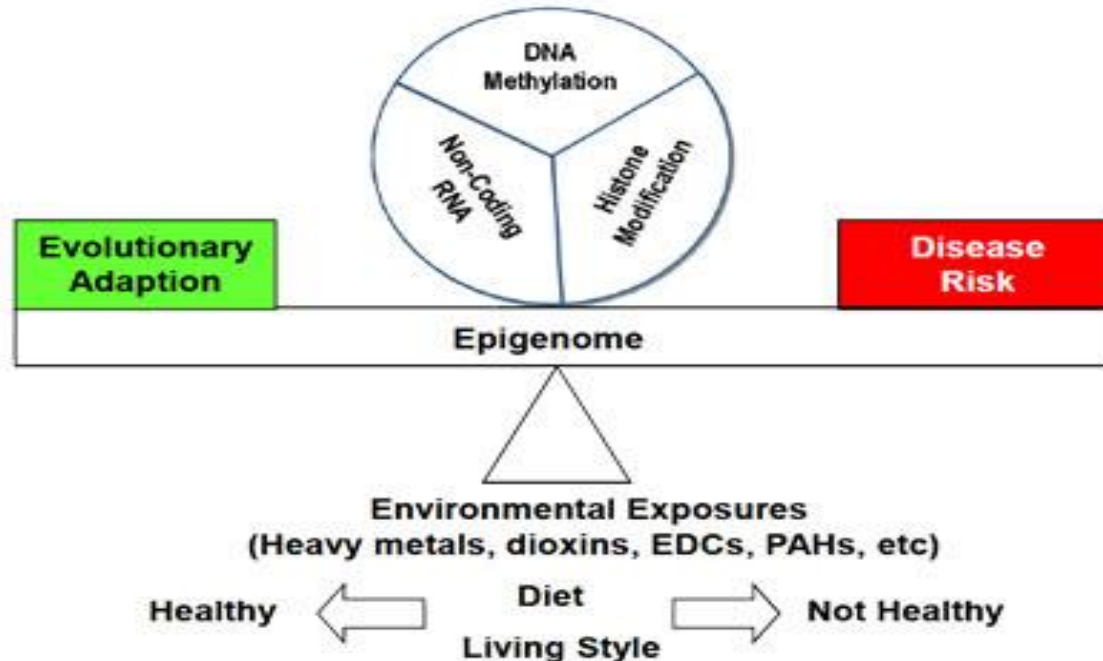 DNA
Methylation
Non-Coding
RNA
Histone
Modification
Evolutionary
Adaption
Disease
Risk
Epigenome
Environmental Exposures
(Heavy metals, dioxins, EDCs, PAHs, etc)
Healthy
Diet
Living Style
Not Healthy